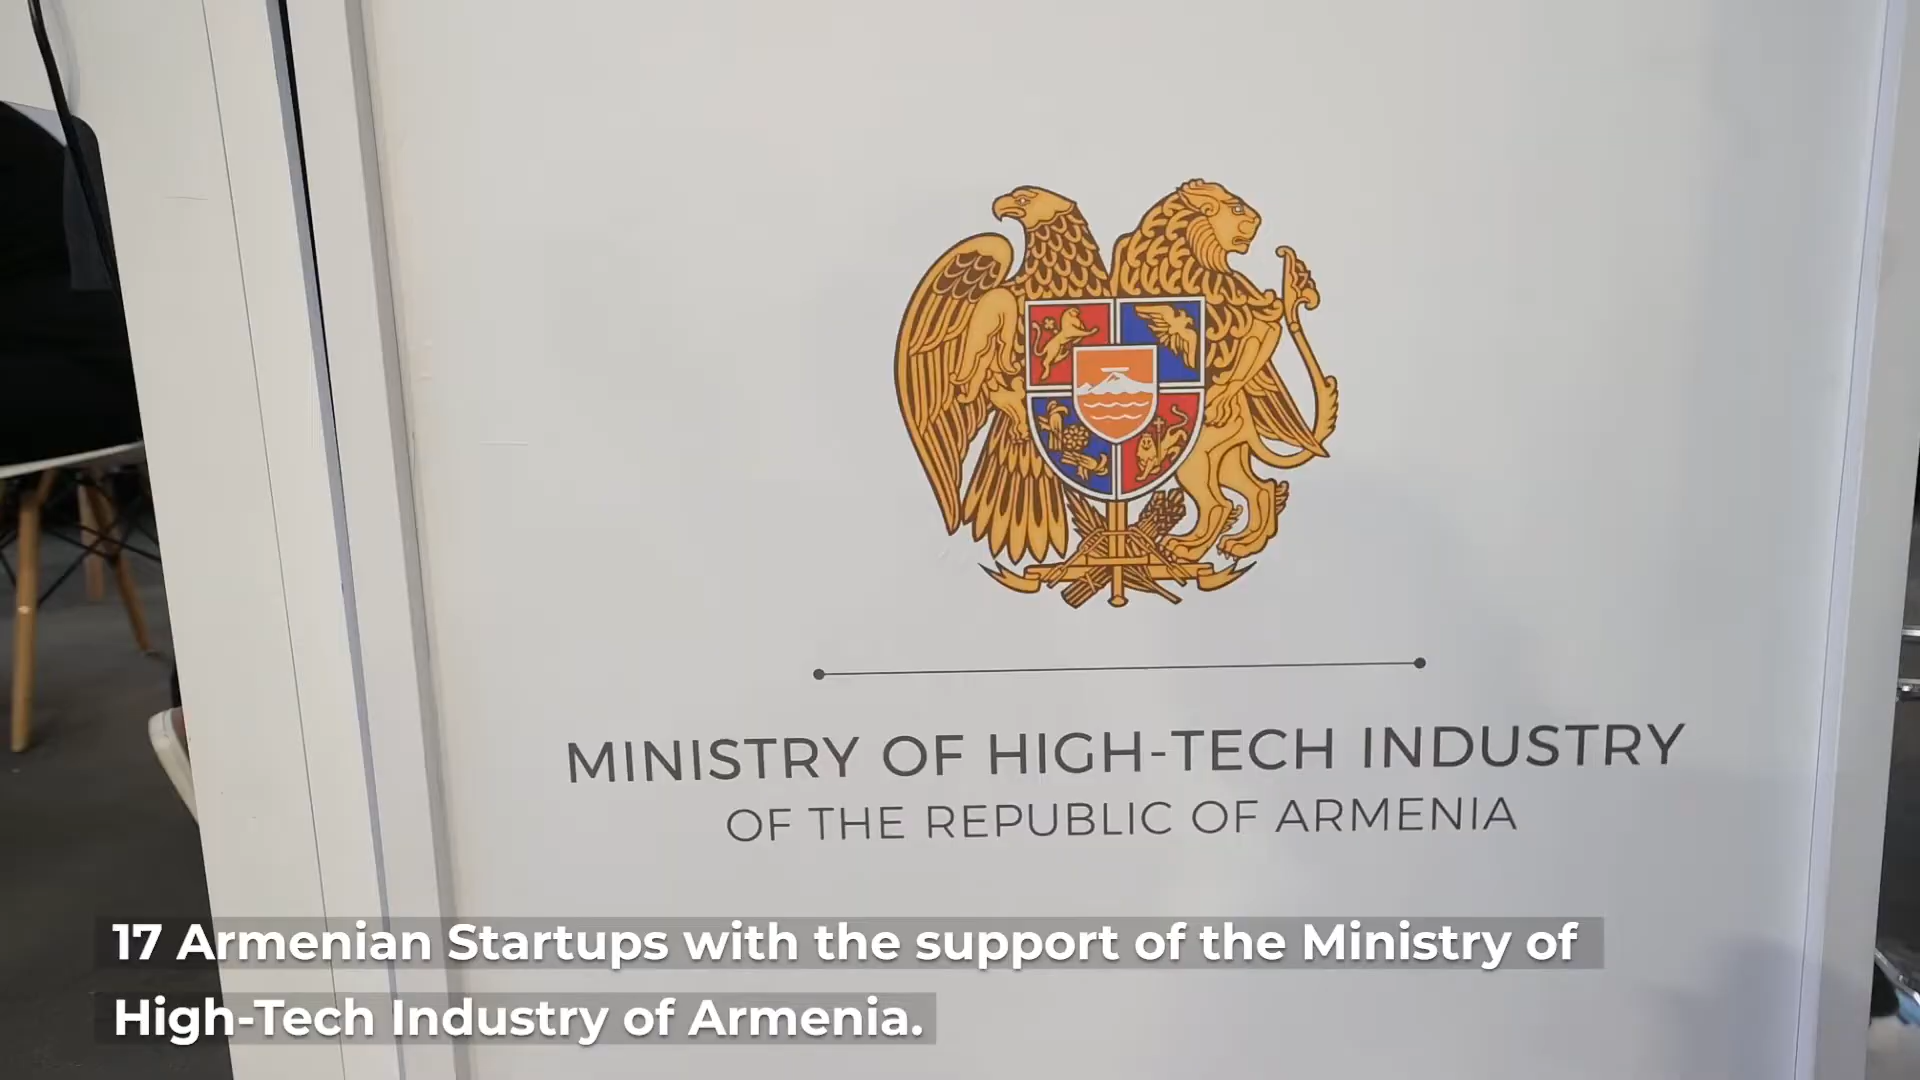 MINISTRY OF HIGH-TECH INDUSTRY
OF THE REPUBLIC OF ARMENIA
17 Armenian Startups with the support of the Ministry of
High-Tech Industry of Armenia.